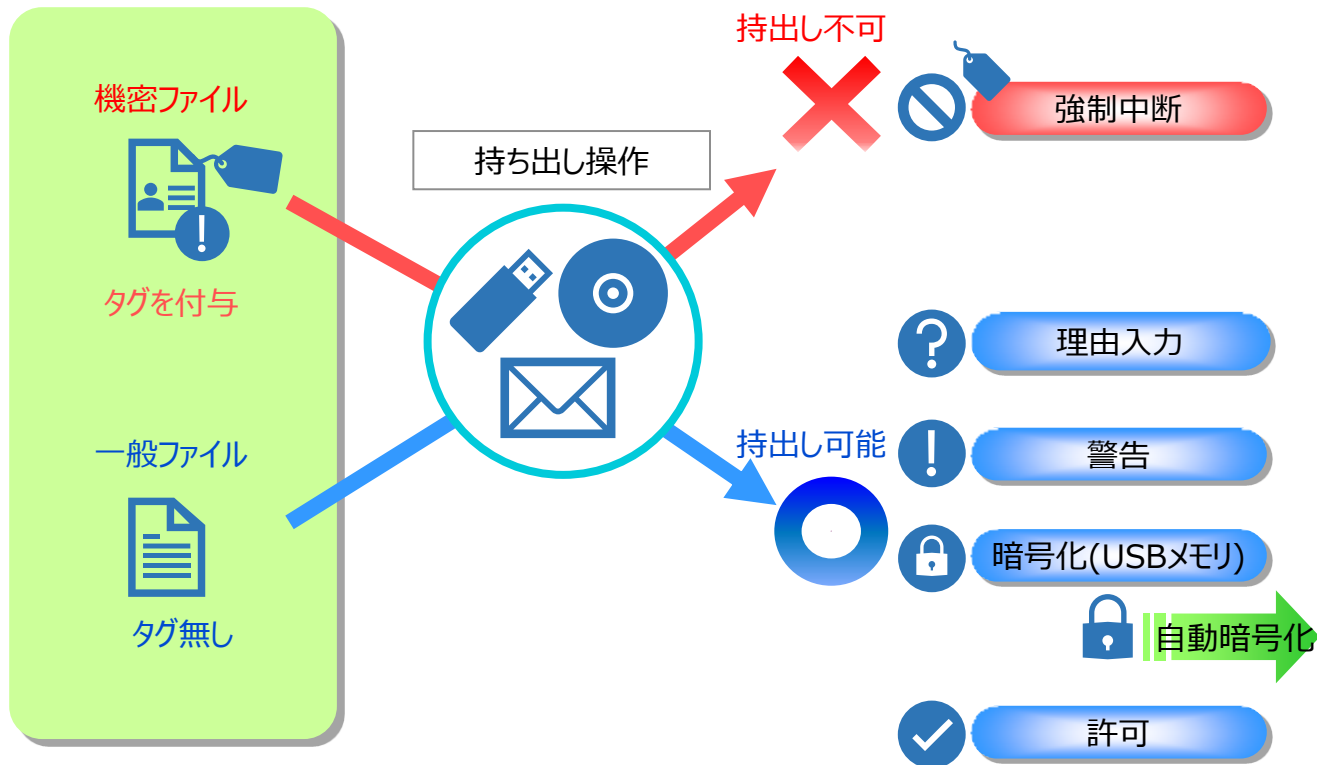 機密ファイル
タグを付与
一般ファイル
タグ無し
持ち出し操作
持出し不可
強制中断
持出し可能
理由入力
警告
暗号化(USBメモリ)
自動暗号化
許可